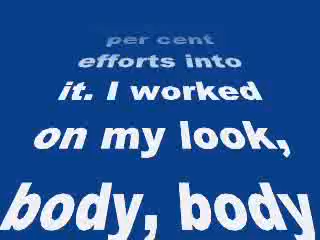 per cent
efforts into
it. I worked
on my look,
body, body